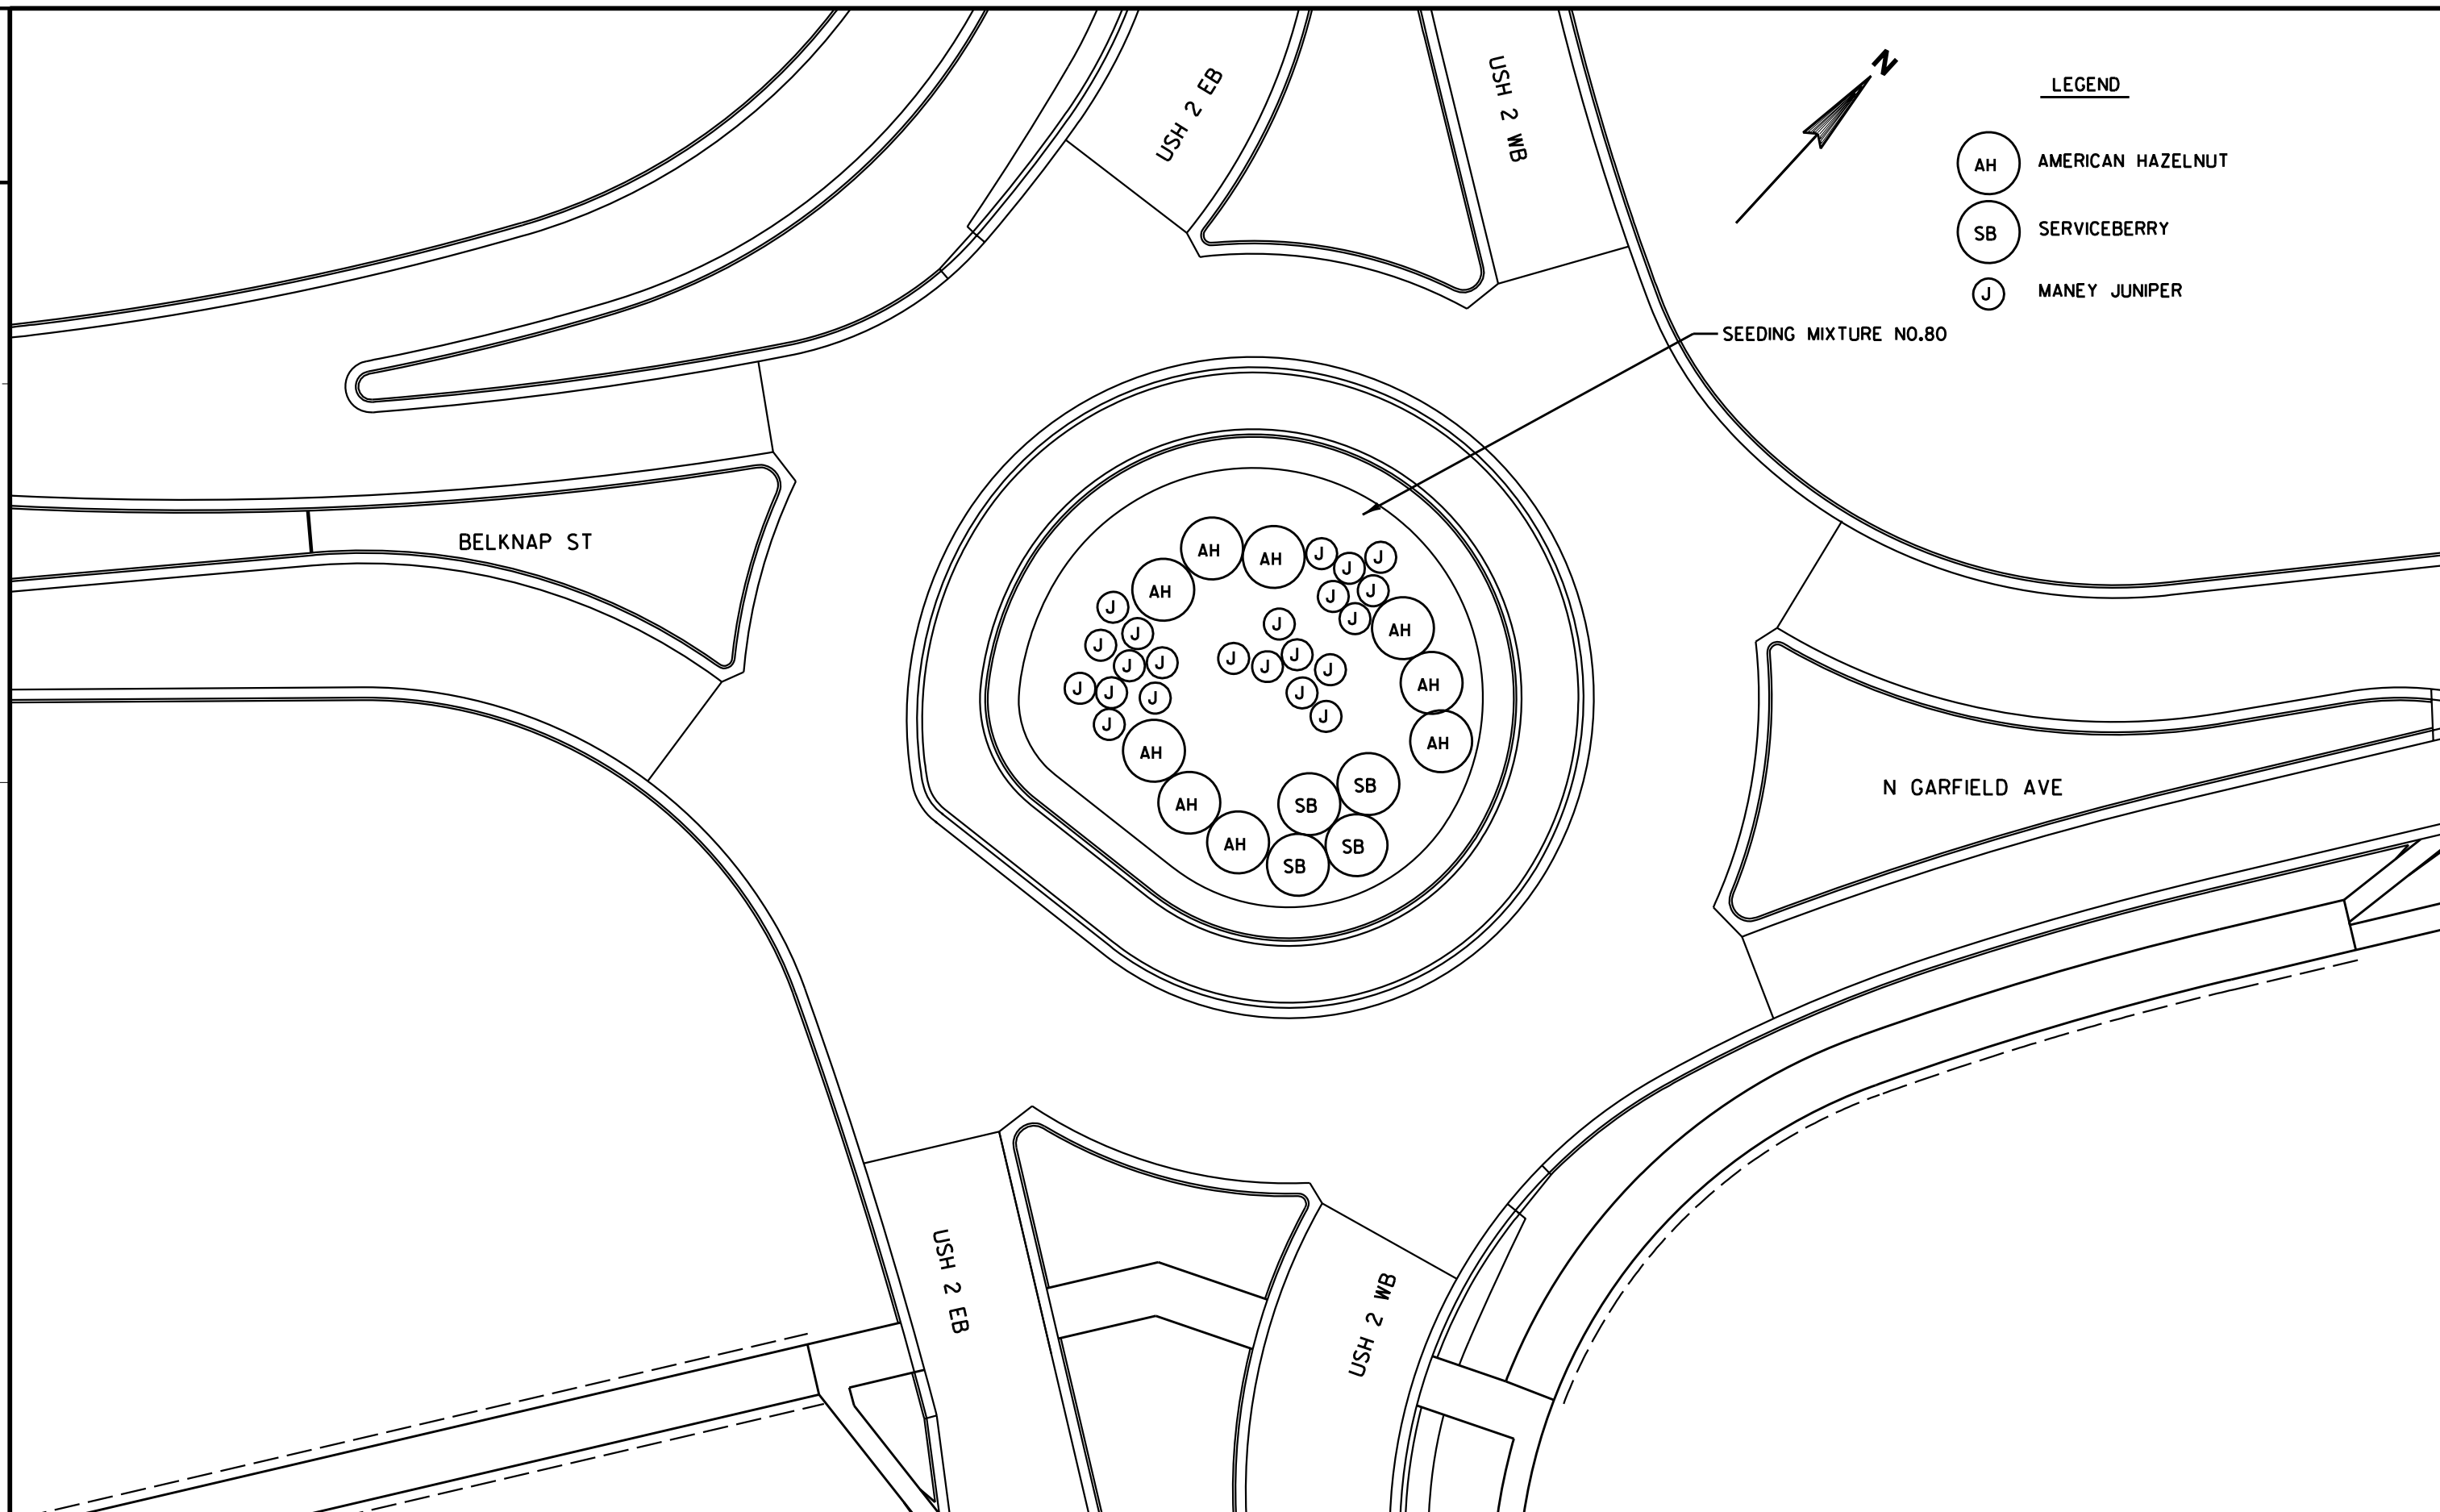 USH 2 EB
USH 2 WB
N
LEGEND
AH AMERICAN HAZELNUT
SB SERVICEBERRY
J MANEY JUNIPER
SEEDING MIXTURE NO.80
BELKNAP ST
AH
AH
J
J
J
AH
J
J
J
J
J
AH
J
J
J
J
J
J
J
J
AH
J
J
J
J
J
J
AH
AH
SB
N GARFIELD AVE
AH
SB
AH
SB
SB
USH 2 EB
USH 2 WB